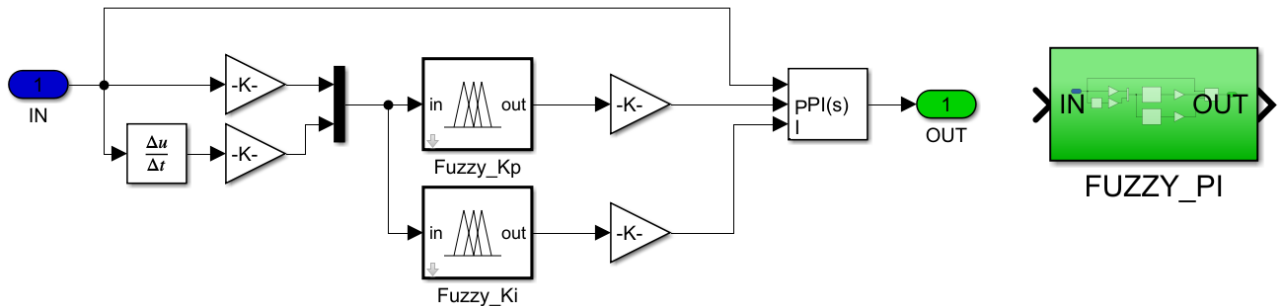 1
IN
-K-
Δu
Δt
-K-
in
out
Fuzzy_Kp
-K-
in
out
Fuzzy_Ki
-K-
P
I
PI(s)
1
OUT
IN
OUT
FUZZY_PI